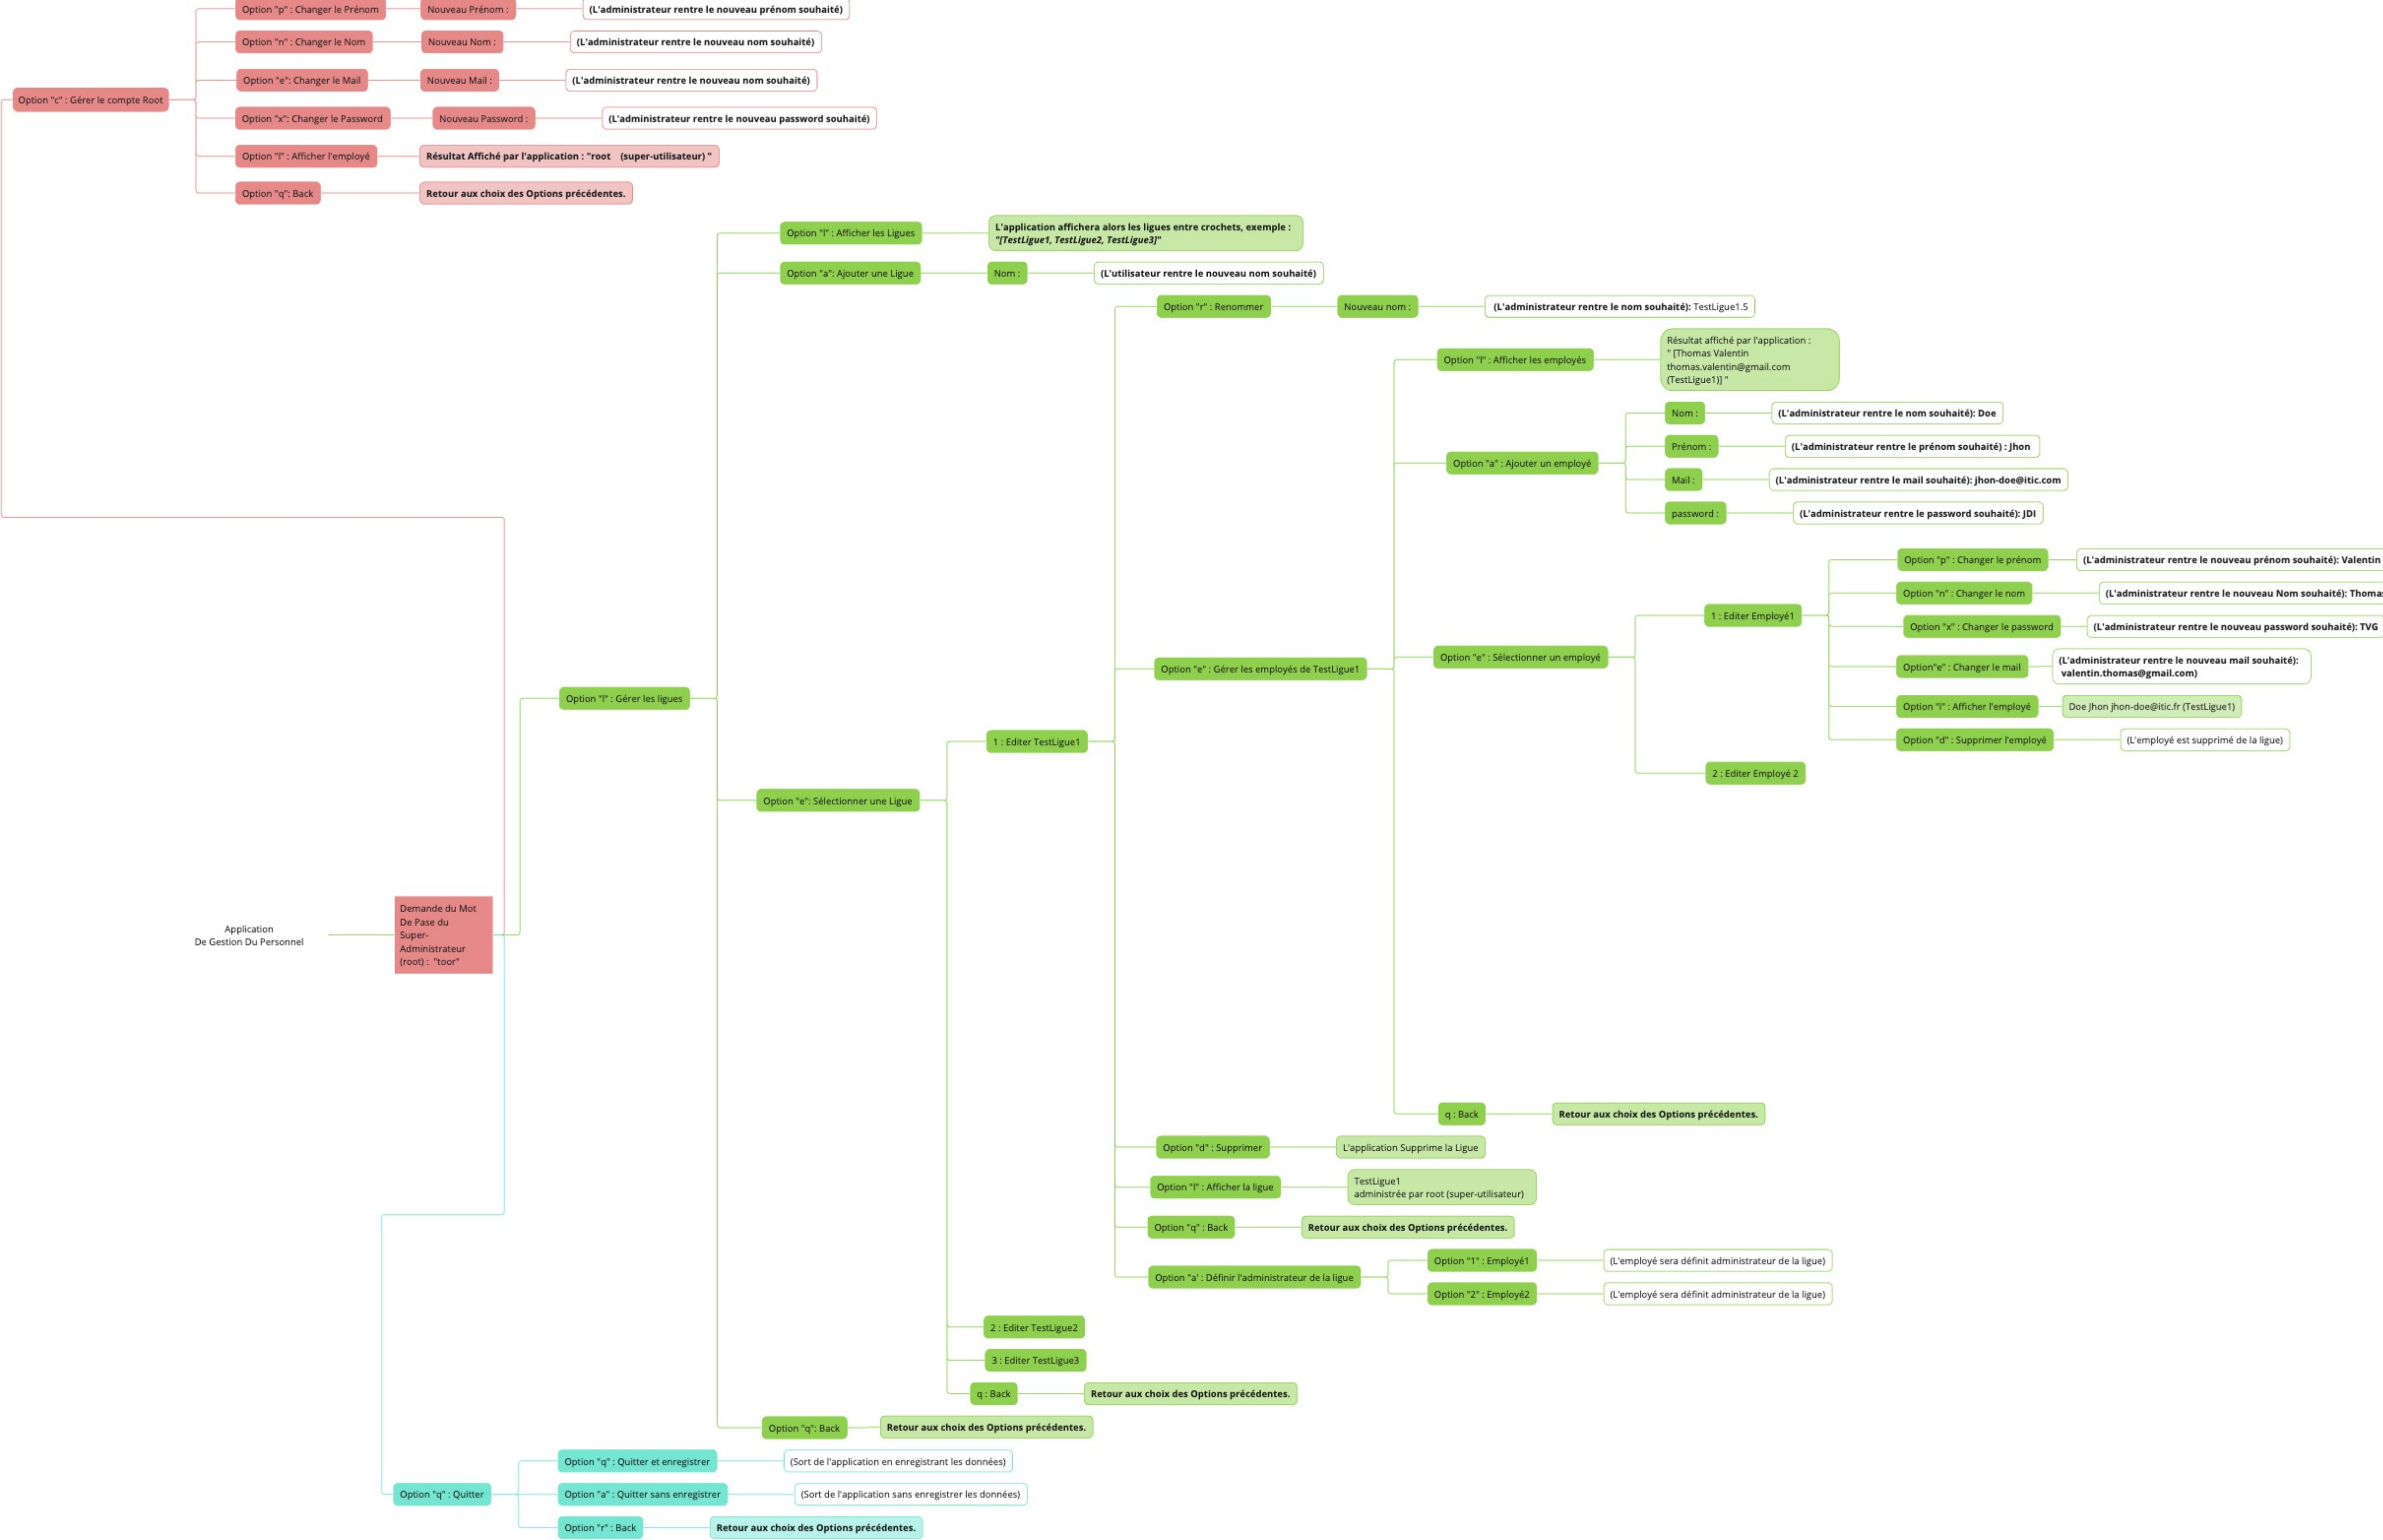 Option "p" : Changer le Prénom
Nouveau Prénom :
(L'administrateur rentre le nouveau prénom souhaité)
Option "n" : Changer le Nom
Nouveau Nom :
(L'administrateur rentre le nouveau nom souhaité)
Option "e": Changer le Mail
Nouveau Mail :
(L'administrateur rentre le nouveau nom souhaité)
Option "c" : Gérer le compte Root
Option "x": Changer le Password
Nouveau Password :
(L'administrateur rentre le nouveau password souhaité)
Option "l" : Afficher l'employé
Résultat Affiché par l'application : "root (super-utilisateur) "
Option "q": Back
Retour aux choix des Options précédentes.
Option "l" : Afficher les Ligues
L'application affichera alors les ligues entre crochets, exemple :
"[TestLigue1, TestLigue2, TestLigue3]"
Option "a": Ajouter une Ligue
Nom :
(L'utilisateur rentre le nouveau nom souhaité)
Option "r" : Renommer
Nouveau nom :
(L'administrateur rentre le nom souhaité): TestLigue1.5
Option "l" : Afficher les employés
Résultat affiché par l'application :
" [Thomas Valentin
thomas.valentin@gmail.com
(TestLigue1)] "
Option "a" : Ajouter un employé
Nom :
(L'administrateur rentre le nom souhaité): Doe
Prénom :
(L'administrateur rentre le prénom souhaité) : Jhon
Mail :
(L'administrateur rentre le mail souhaité): jhon-doe@itic.com
password :
(L'administrateur rentre le password souhaité): JDI
Option "p" : Changer le prénom
(L'administrateur rentre le nouveau prénom souhaité): Valentin
Option "n" : Changer le nom
(L'administrateur rentre le nouveau Nom souhaité): Thomas
1 : Editer Employé1
Option "x" : Changer le password
(L'administrateur rentre le nouveau password souhaité): TVG
Option "e" : Gérer les employés de TestLigue1
Option "e" : Sélectionner un employé
Option"e" : Changer le mail
(L'administrateur rentre le nouveau mail souhaité):
valentin.thomas@gmail.com)
Option "l" : Gérer les ligues
Option "l" : Afficher l'employé
Doe Jhon jhon-doe@itic.fr (TestLigue1)
1 : Editer TestLigue1
Option "d" : Supprimer l'employé
(L'employé est supprimé de la ligue)
2 : Editer Employé 2
Option "e": Sélectionner une Ligue
Application
De Gestion Du Personnel
Demande du Mot
De Pase du
Super-
Administrateur
(root) : "toor"
q : Back
Retour aux choix des Options précédentes.
Option "d" : Supprimer
L'application Supprime la Ligue
Option "l" : Afficher la ligue
TestLigue1
administrée par root (super-utilisateur)
Option "q" : Back
Retour aux choix des Options précédentes.
Option "a' : Définir l'administrateur de la ligue
Option "1" : Employé1
(L'employé sera définit administrateur de la ligue)
Option "2" : Employé2
(L'employé sera définit administrateur de la ligue)
2 : Editer TestLigue2
3 : Editer TestLigue3
q : Back
Retour aux choix des Options précédentes.
Option "q": Back
Retour aux choix des Options précédentes.
Option "q" : Quitter et enregistrer
(Sort de l'application en enregistrant les données)
Option "q" : Quitter
Option "a" : Quitter sans enregistrer
(Sort de l'application sans enregistrer les données)
Option "r" : Back
Retour aux choix des Options précédentes.